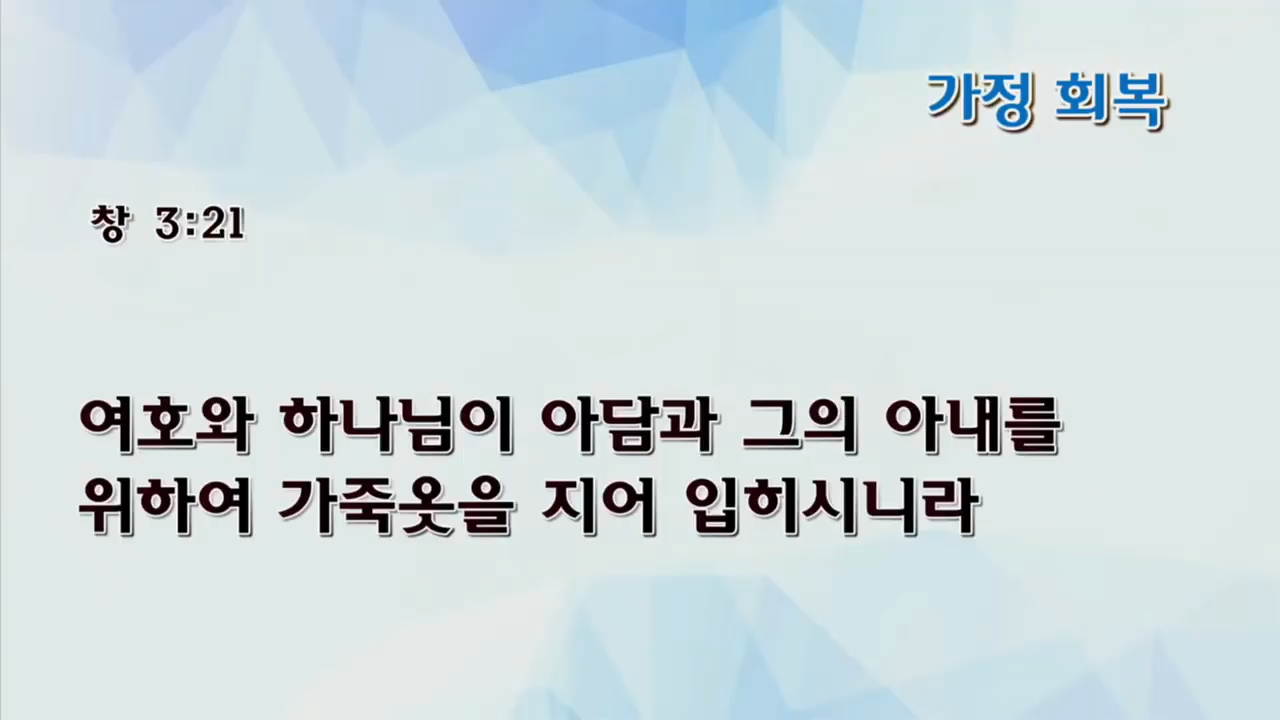 가정 회복
창 3:21
여호와 하나님이 아담과 그의 아내를
위하여 가죽옷을 지어 입히시니라